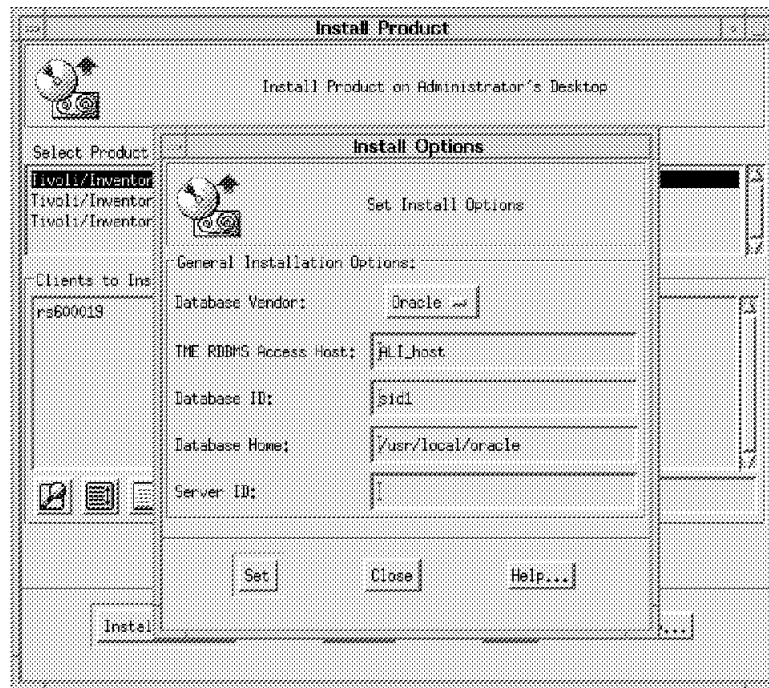 Install Product
Install Product on Administrator's Desktop
Select Product
Tivoli/Inventor
Tivoli/Inventor
Tivoli/Inventor
Clients to Ins
rs600019
Install Options
Set Install Options
General Installation Options:
Database Vendor: Oracle
TME RDBMS Access Host: ALI_host
Database ID: sid1
Database Home: /usr/local/oracle
Server ID:
Set Close Help...
Instal ...